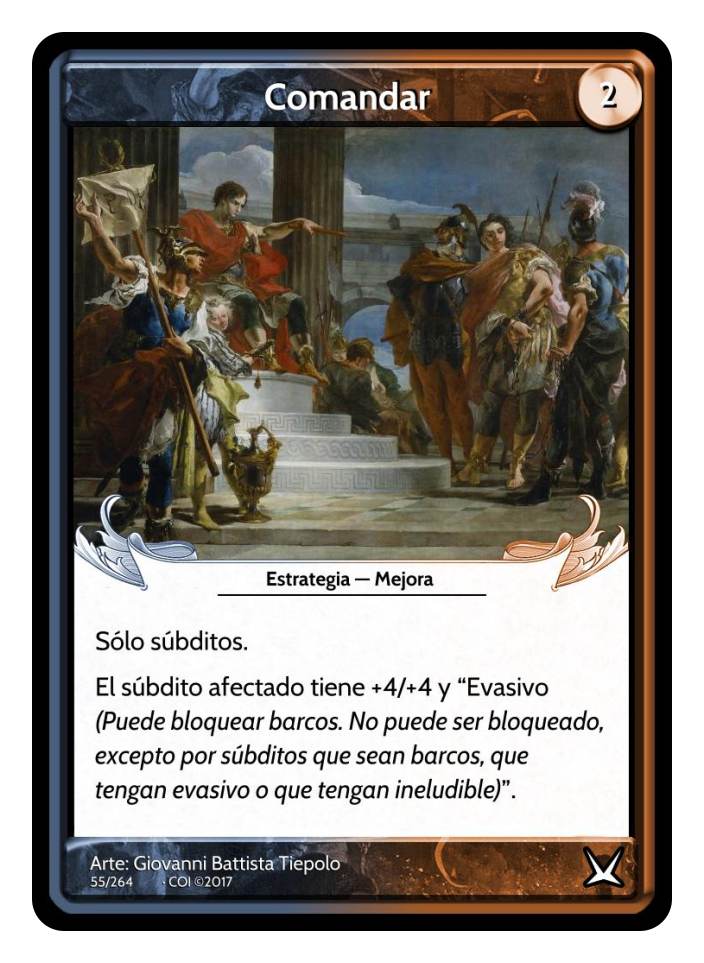 Comandar
2
Estrategia — Mejora
Sólo súbditos.
El súbdito afectado tiene +4/+4 y “Evasivo
(Puede bloquear barcos. No puede ser bloqueado,
excepto por súbditos que sean barcos, que
tengan evasivo o que tengan ineludible)”.
Arte: Giovanni Battista Tiepolo
55/264 · COI ©2017